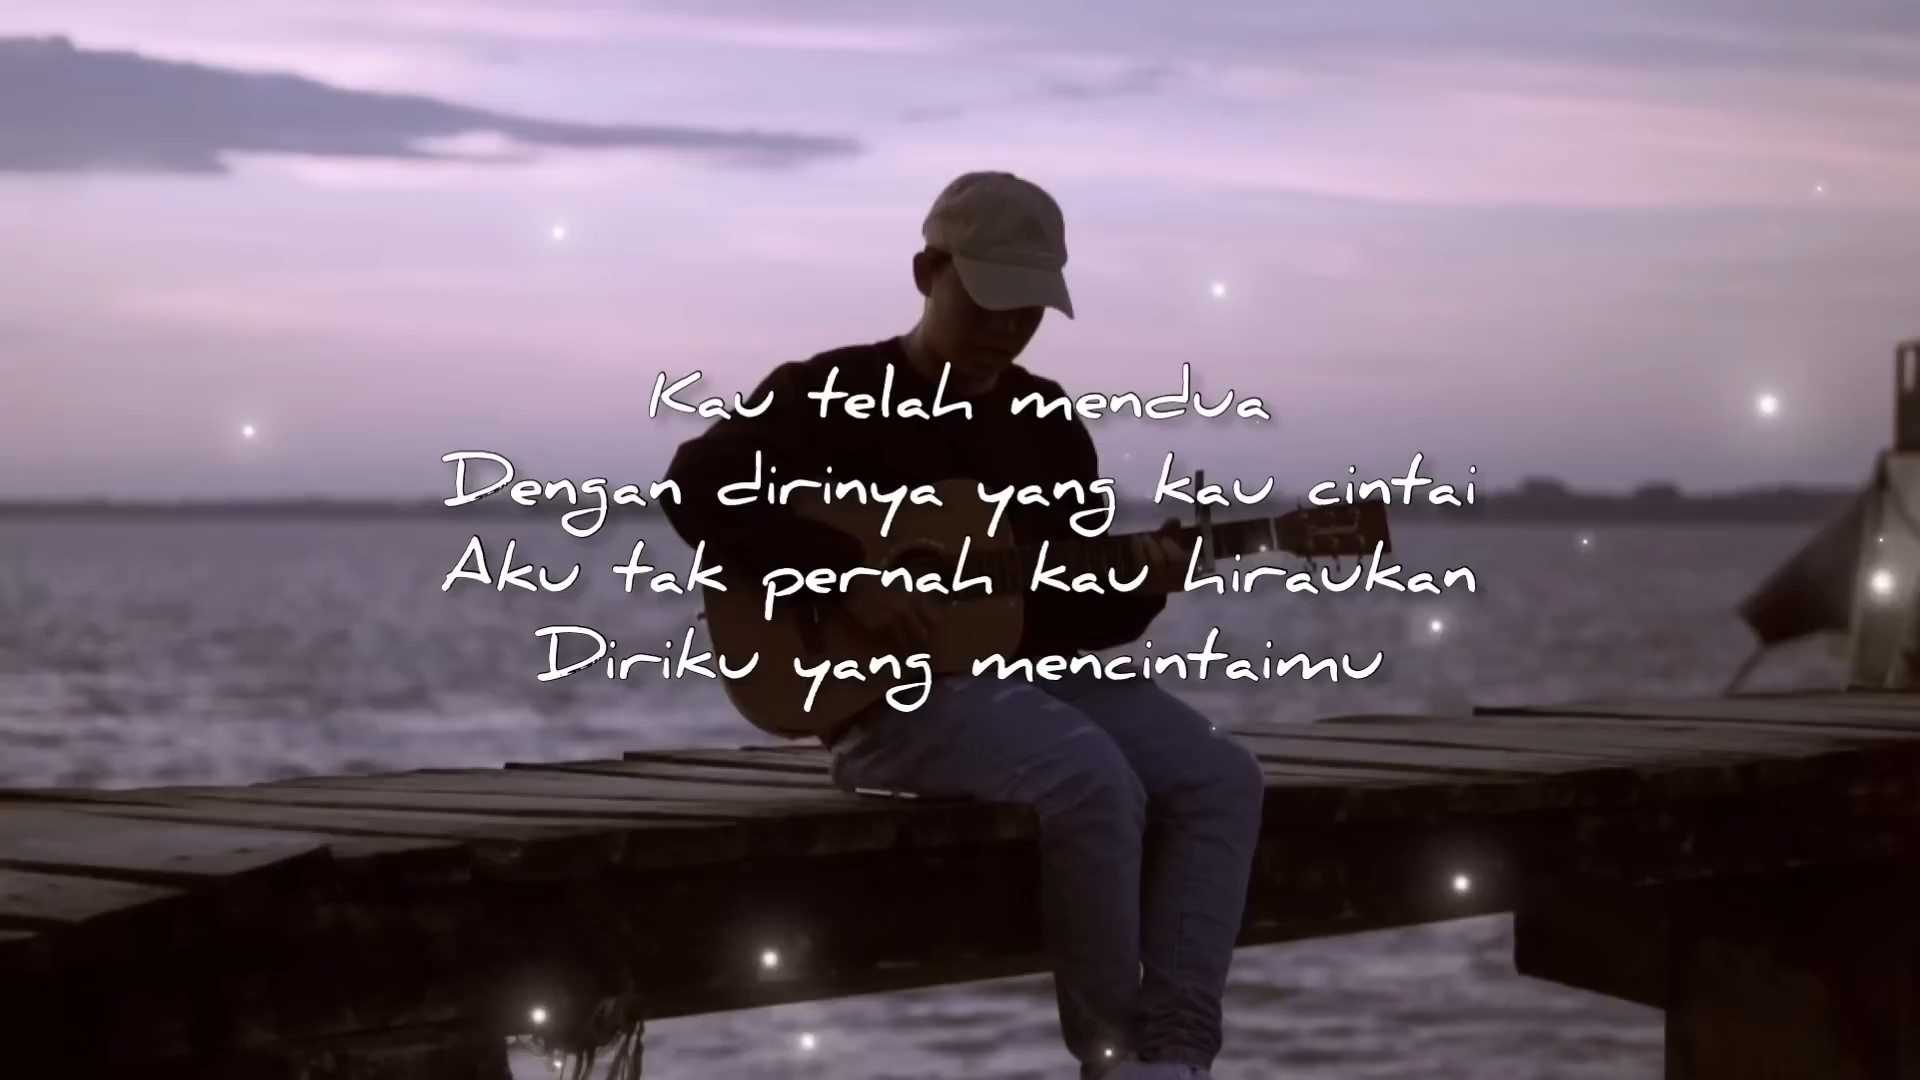 Kau telah mendua
Dengan dirinya yang kau cintai
Aku tak pernah kau hiraukan
Diriku yang mencintaimu